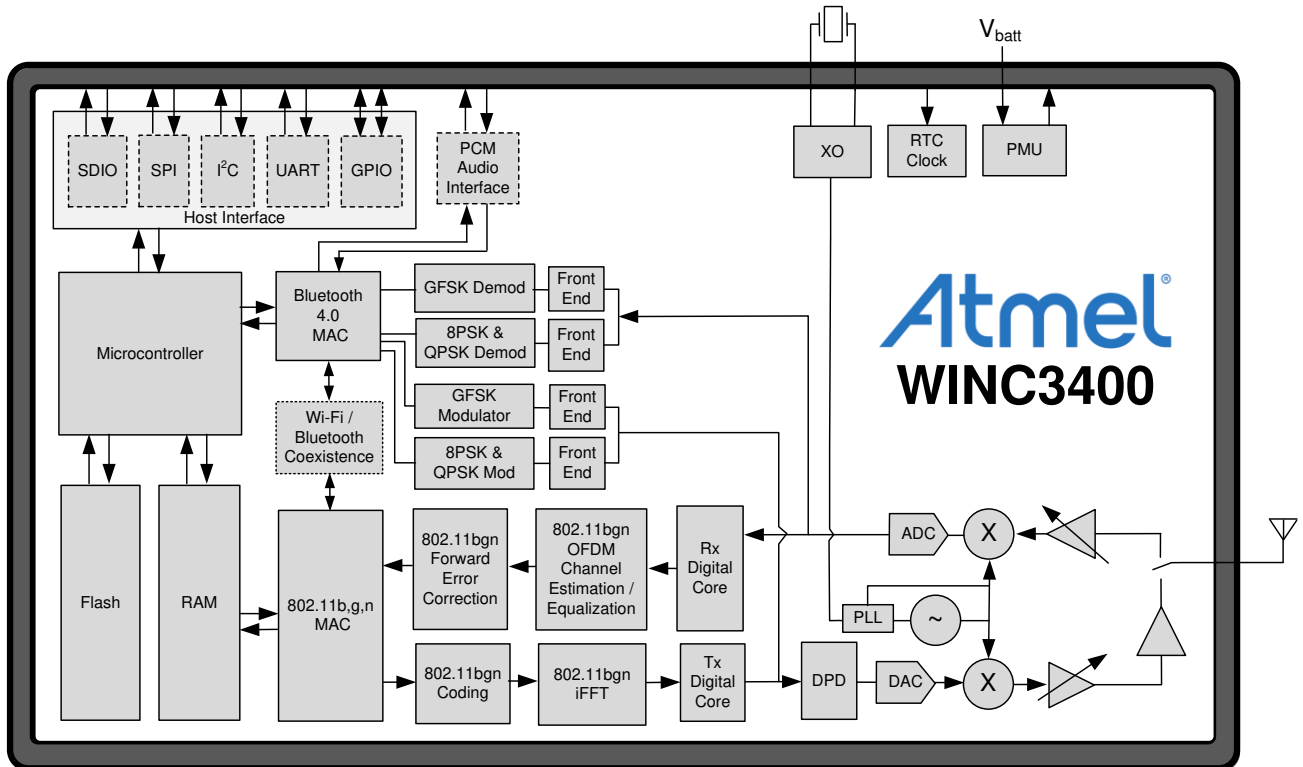 V_batt
SDIO
SPI
I²C
UART
GPIO
Host Interface
PCM
Audio
Interface
XO
RTC
Clock
PMU
Microcontroller
Bluetooth
4.0
MAC
GFSK Demod
Front
End
8PSK &
QPSK Demod
Front
End
GFSK
Modulator
Front
End
8PSK &
QPSK Mod
Front
End
Wi-Fi /
Bluetooth
Coexistence
Atmel®
WINC3400
Flash
RAM
802.11b,g,n
MAC
802.11bgn
Forward
Error
Correction
802.11bgn
OFDM
Channel
Estimation /
Equalization
Rx
Digital
Core
ADC
X
PLL
~
802.11bgn
Coding
802.11bgn
iFFT
Tx
Digital
Core
DPD
DAC
X